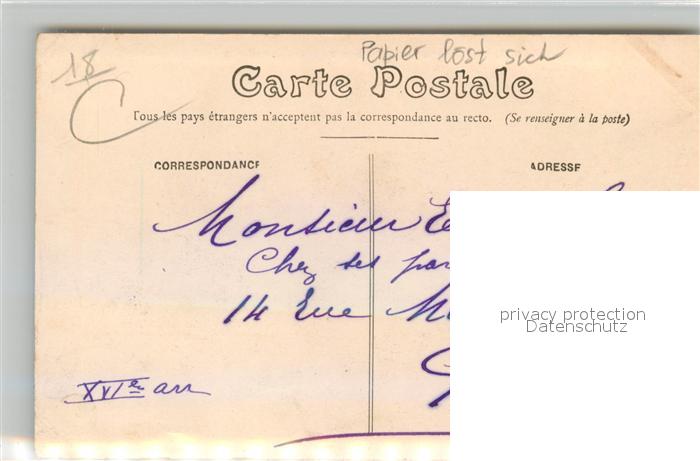 18
Papier löst sich
Carte Postale
Tous les pays étrangers n'acceptent pas la correspondance au recto. (Se renseigner à la poste)
CORRESPONDANCE ADRESSE
Monsieur
Chez ses
14 Rue
privacy protection
Datenschutz
XVIe arr